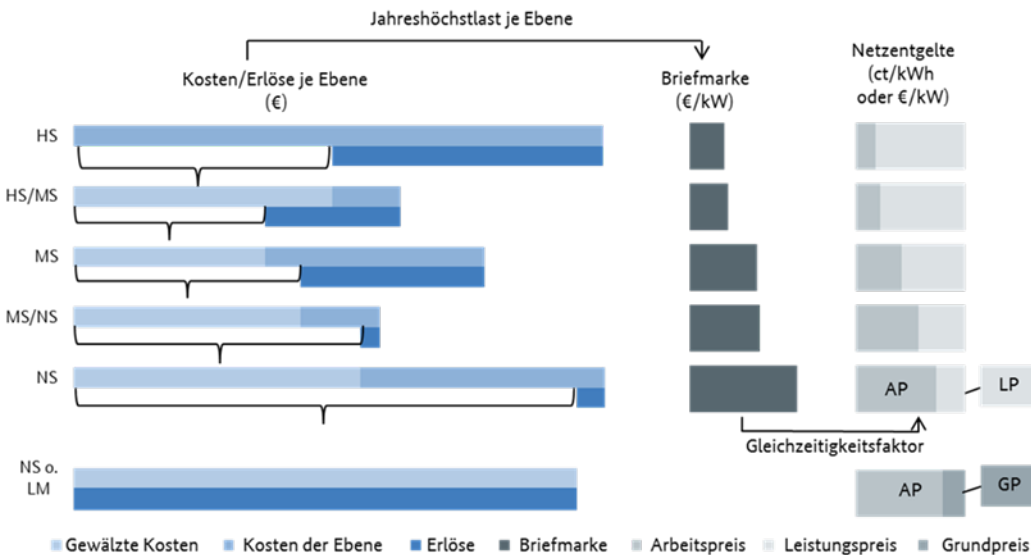 Jahreshöchstlast je Ebene
Kosten/Erlöse je Ebene
(€)
Briefmarke
(€/kW)
Netzentgelte
(ct/kWh
oder €/kW)
HS
HS/MS
MS
MS/NS
NS
AP
LP
Gleichzeitigkeitsfaktor
NS o.
LM
AP
GP
Gewälzte Kosten
Kosten der Ebene
Erlöse
Briefmarke
Arbeitspreis
Leistungspreis
Grundpreis